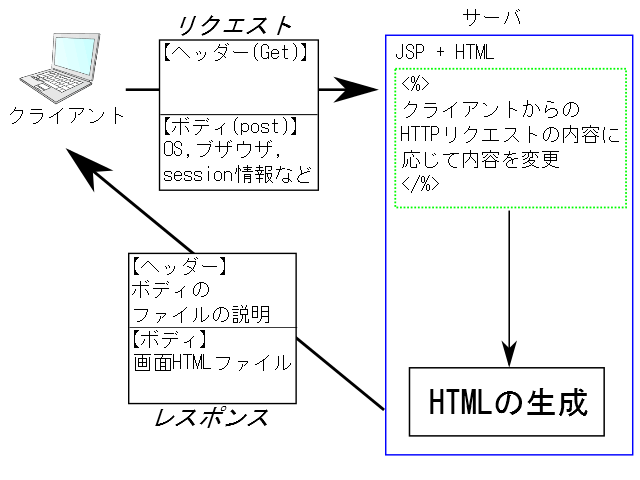 リクエスト
サーバ
クライアント
【ヘッダー(Get)】
【ボディ(post)】
OS,ブザウザ,
session情報など
JSP + HTML
<%>
クライアントからの
HTTPリクエストの内容に
応じて内容を変更
</%>
【ヘッダー】
ボディの
ファイルの説明
【ボディ】
画面HTMLファイル
レスポンス
HTMLの生成